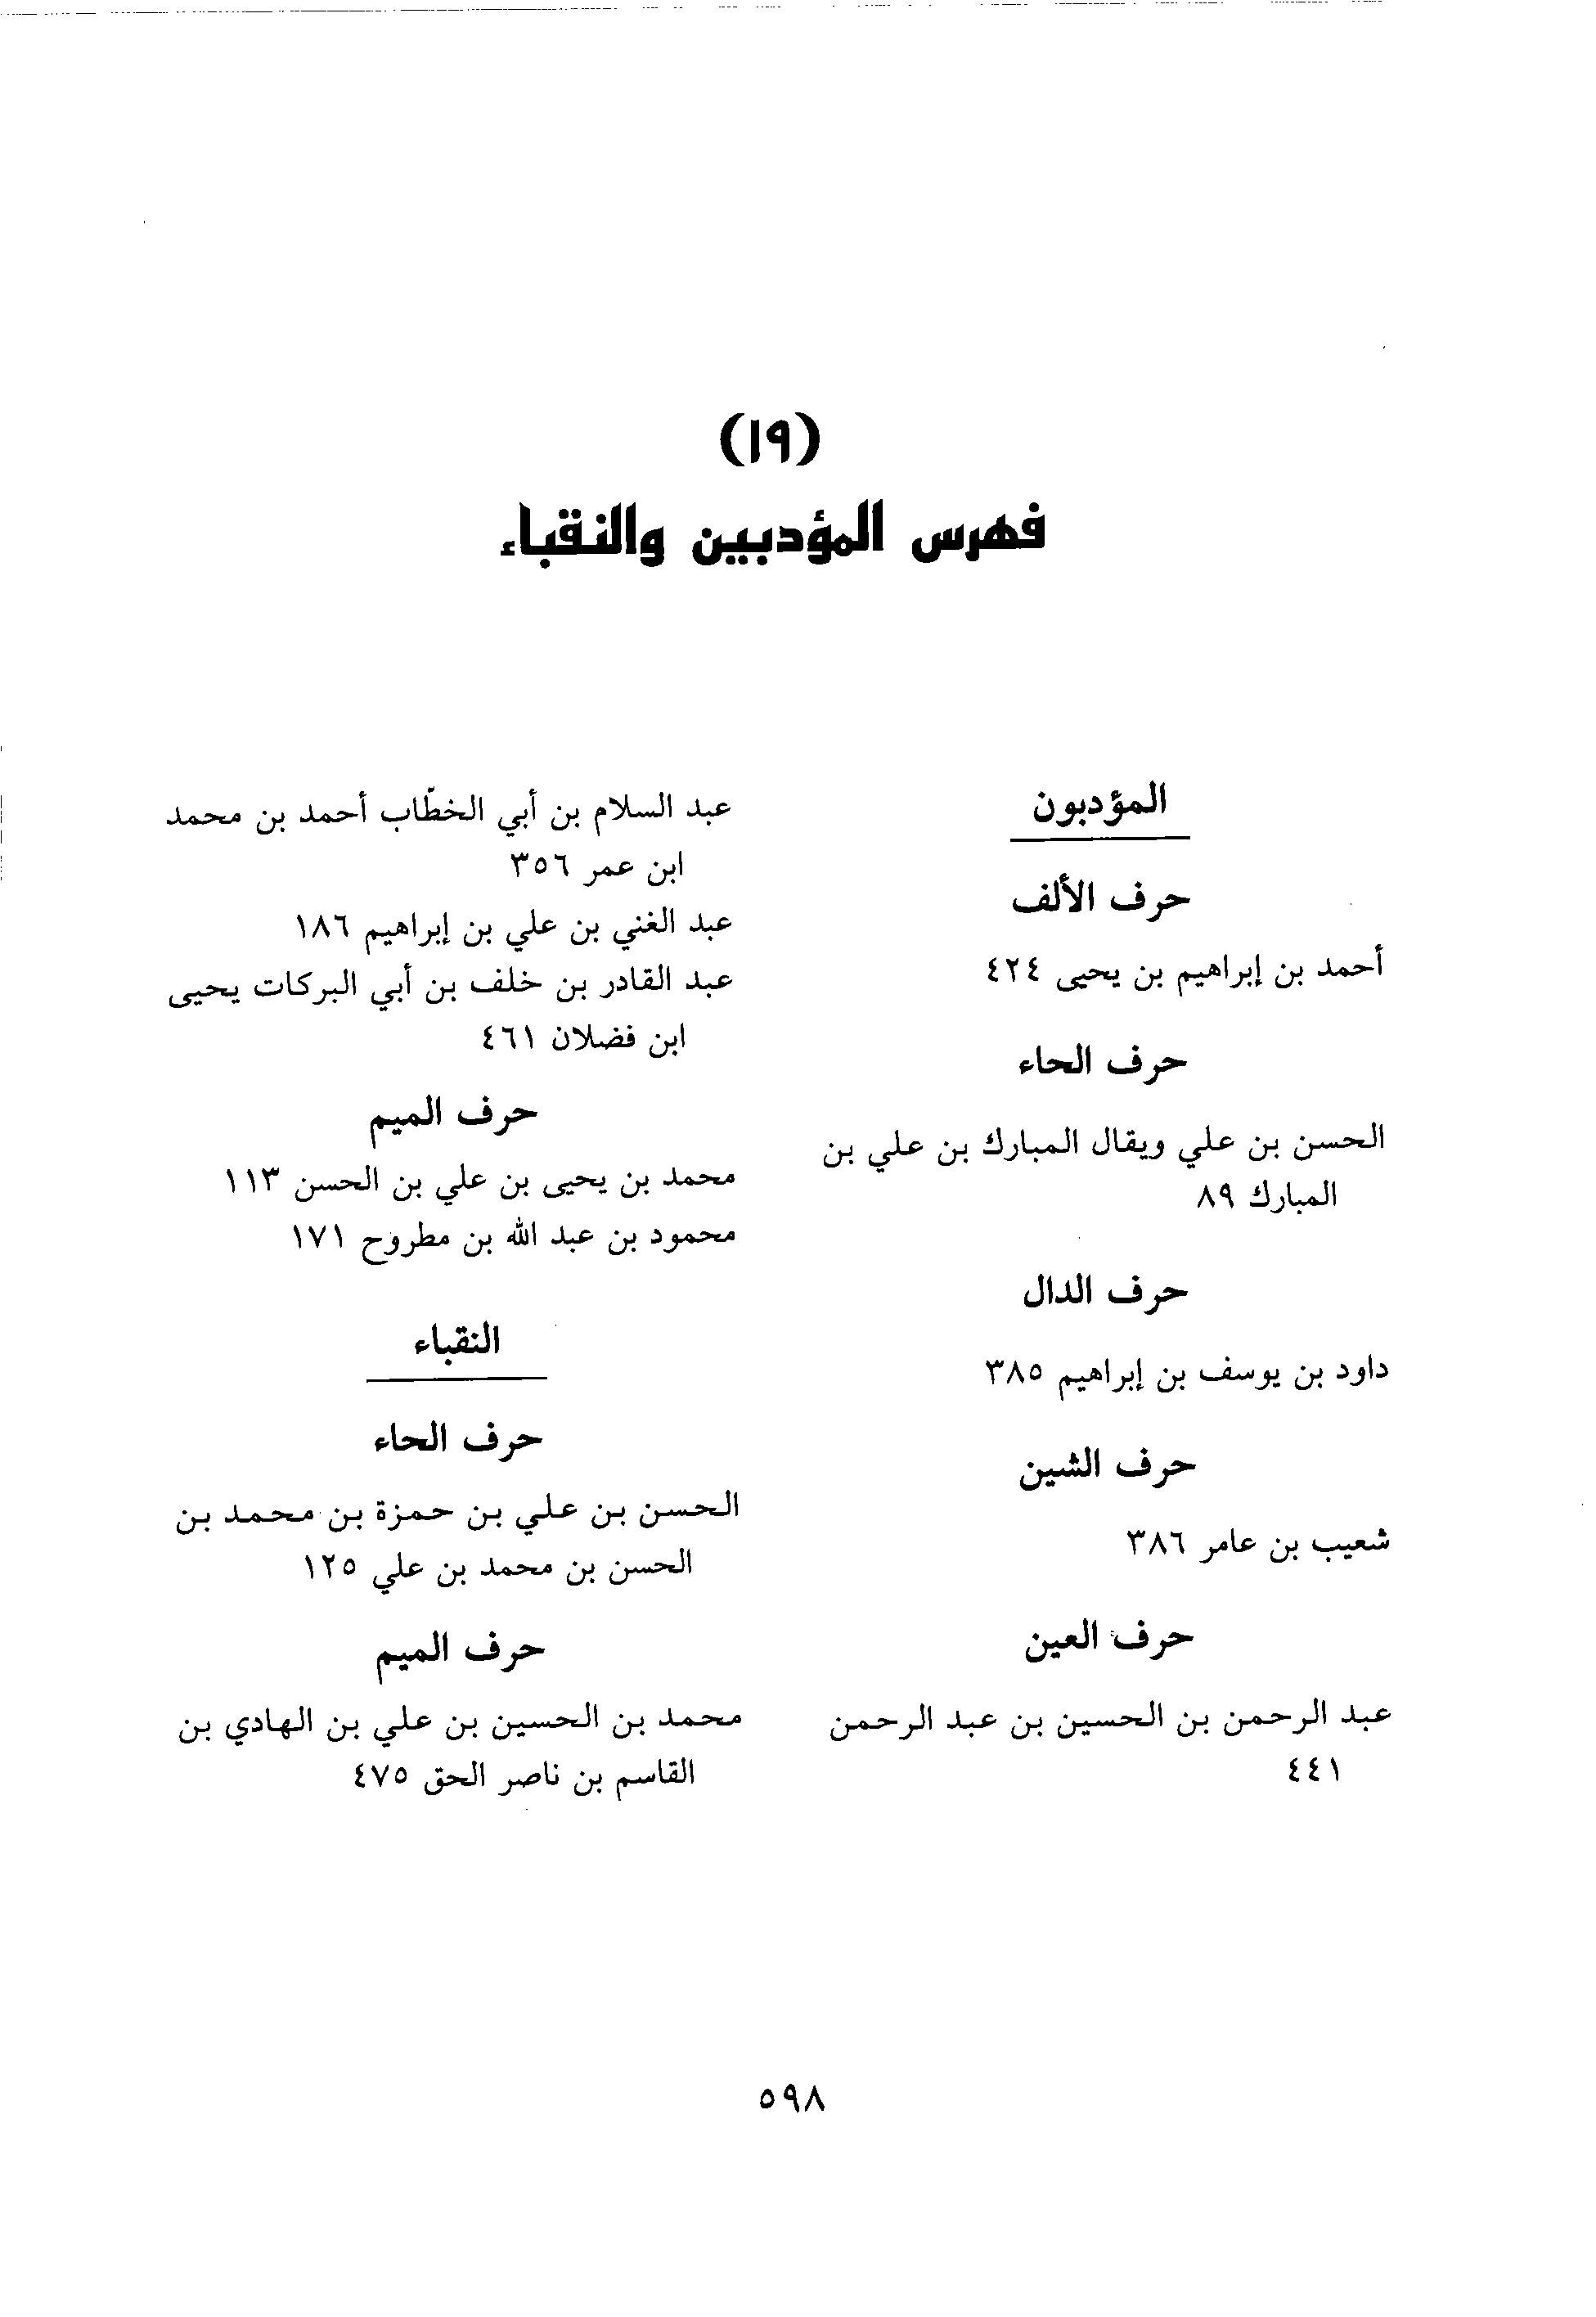 (١٩)
فهرس المؤدبين والنقباء
المؤدبون
حرف الألف
أحمد بن إبراهيم بن يحيى ٤٢٤
حرف الحاء
الحسن بن علي ويقال المبارك بن علي بن
المبارك ٨٩
حرف الدال
داود بن يوسف بن إبراهيم ٣٨٥
حرف الشين
شعيب بن عامر ٣٨٦
حرف العين
عبد الرحمن بن الحسين بن عبد الرحمن
٤٤١
عبد السلام بن أبي الخطّاب أحمد بن محمد
ابن عمر ٣٥٦
عبد الغني بن علي بن إبراهيم ١٨٦
عبد القادر بن خلف بن أبي البركات يحيى
ابن فضلان ٤٦١
حرف الميم
محمد بن يحيى بن علي بن الحسن ١١٣
محمود بن عبد الله بن مطروح ١٧١
النقباء
حرف الحاء
الحسن بن علي بن حمزة بن محمد بن
الحسن بن محمد بن علي ١٢٥
حرف الميم
محمد بن الحسين بن علي بن الهادي بن
القاسم بن ناصر الحق ٤٧٥
٥٩٨